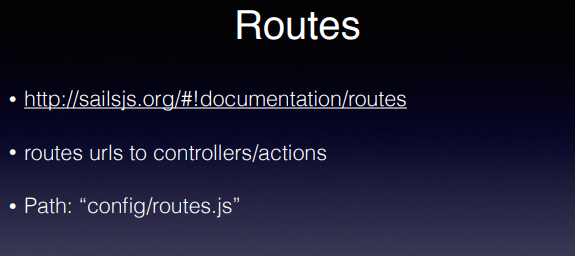 Routes
• http://sailsjs.org/#!documentation/routes
• routes urls to controllers/actions
• Path: “config/routes.js”